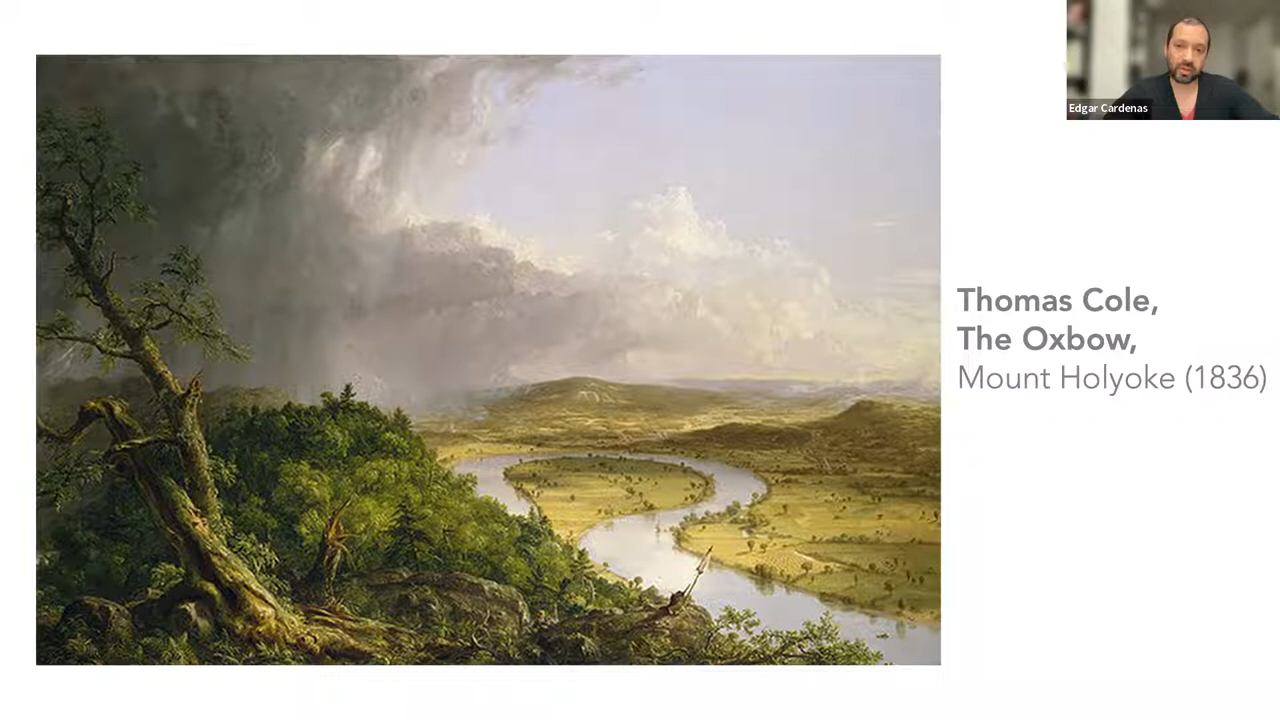 Edgar Cardenas
Thomas Cole,
The Oxbow,
Mount Holyoke (1836)